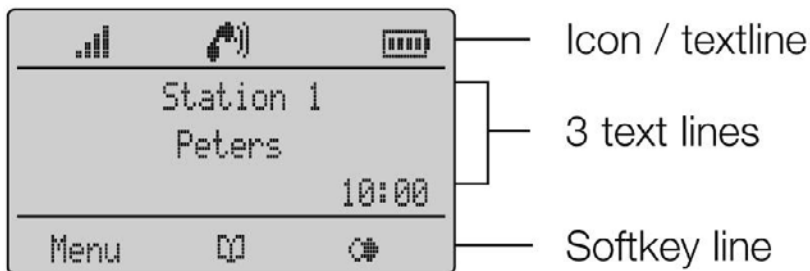 Icon / textline
Station 1
Peters
3 text lines
10:00
Menu
Softkey line